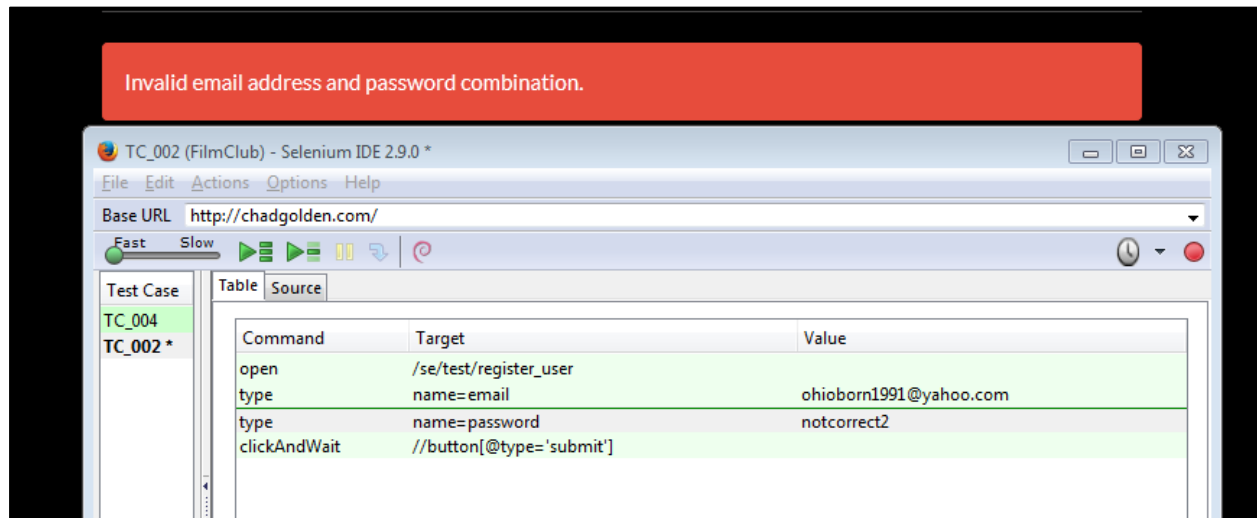 Invalid email address and password combination.
TC_002 (FilmClub) - Selenium IDE 2.9.0 *
File Edit Actions Options Help
Base URL http://chadgolden.com/
Fast Slow
Test Case Table Source
TC_004
TC_002 *
Command Target Value
open /se/test/register_user
type name=email ohioborn1991@yahoo.com
type name=password notcorrect2
clickAndWait //button[@type='submit']